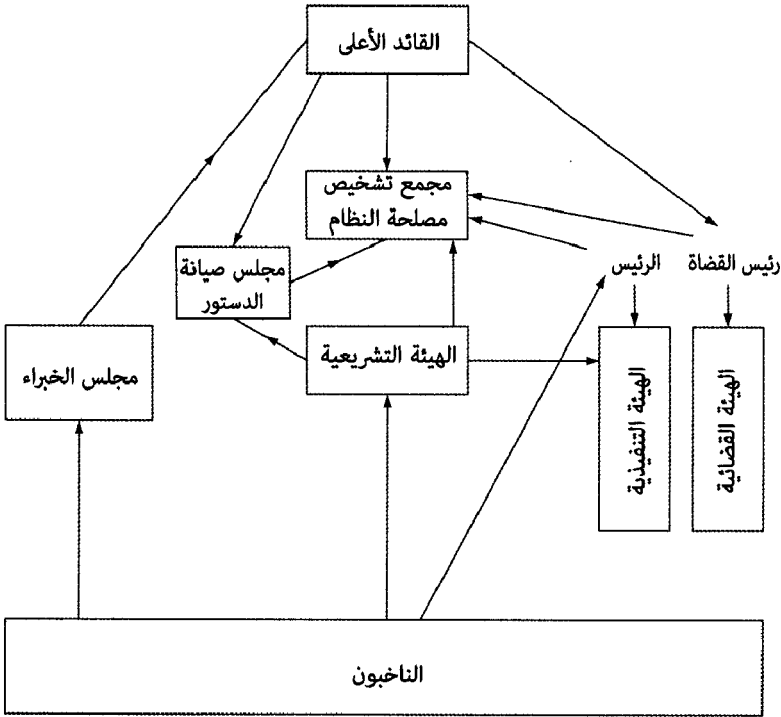 القائد الأعلى
مجمع تشخيص
مصلحة النظام
رئيس القضاة
الرئيس
مجلس صيانة
الدستور
الهيئة التشريعية
مجلس الخبراء
الهيئة القضائية
الهيئة التنفيذية
الناخبون